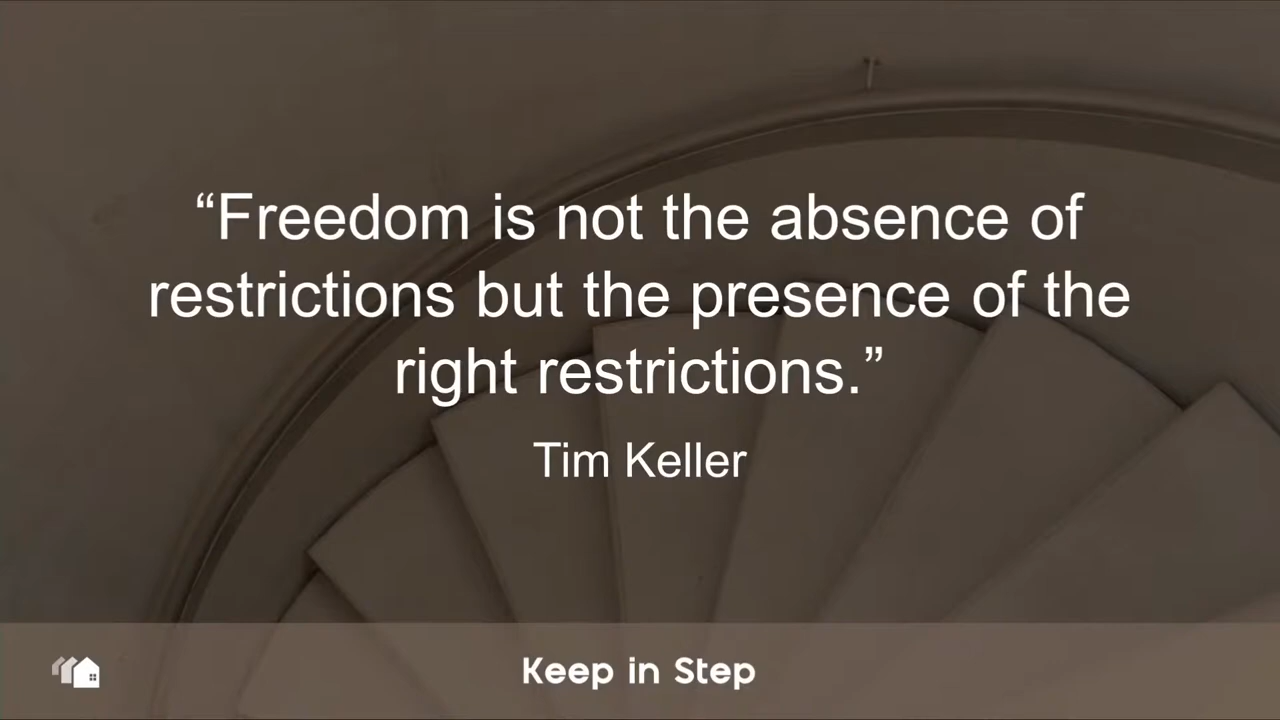 “Freedom is not the absence of
restrictions but the presence of the
right restrictions.”
Tim Keller
Keep in Step